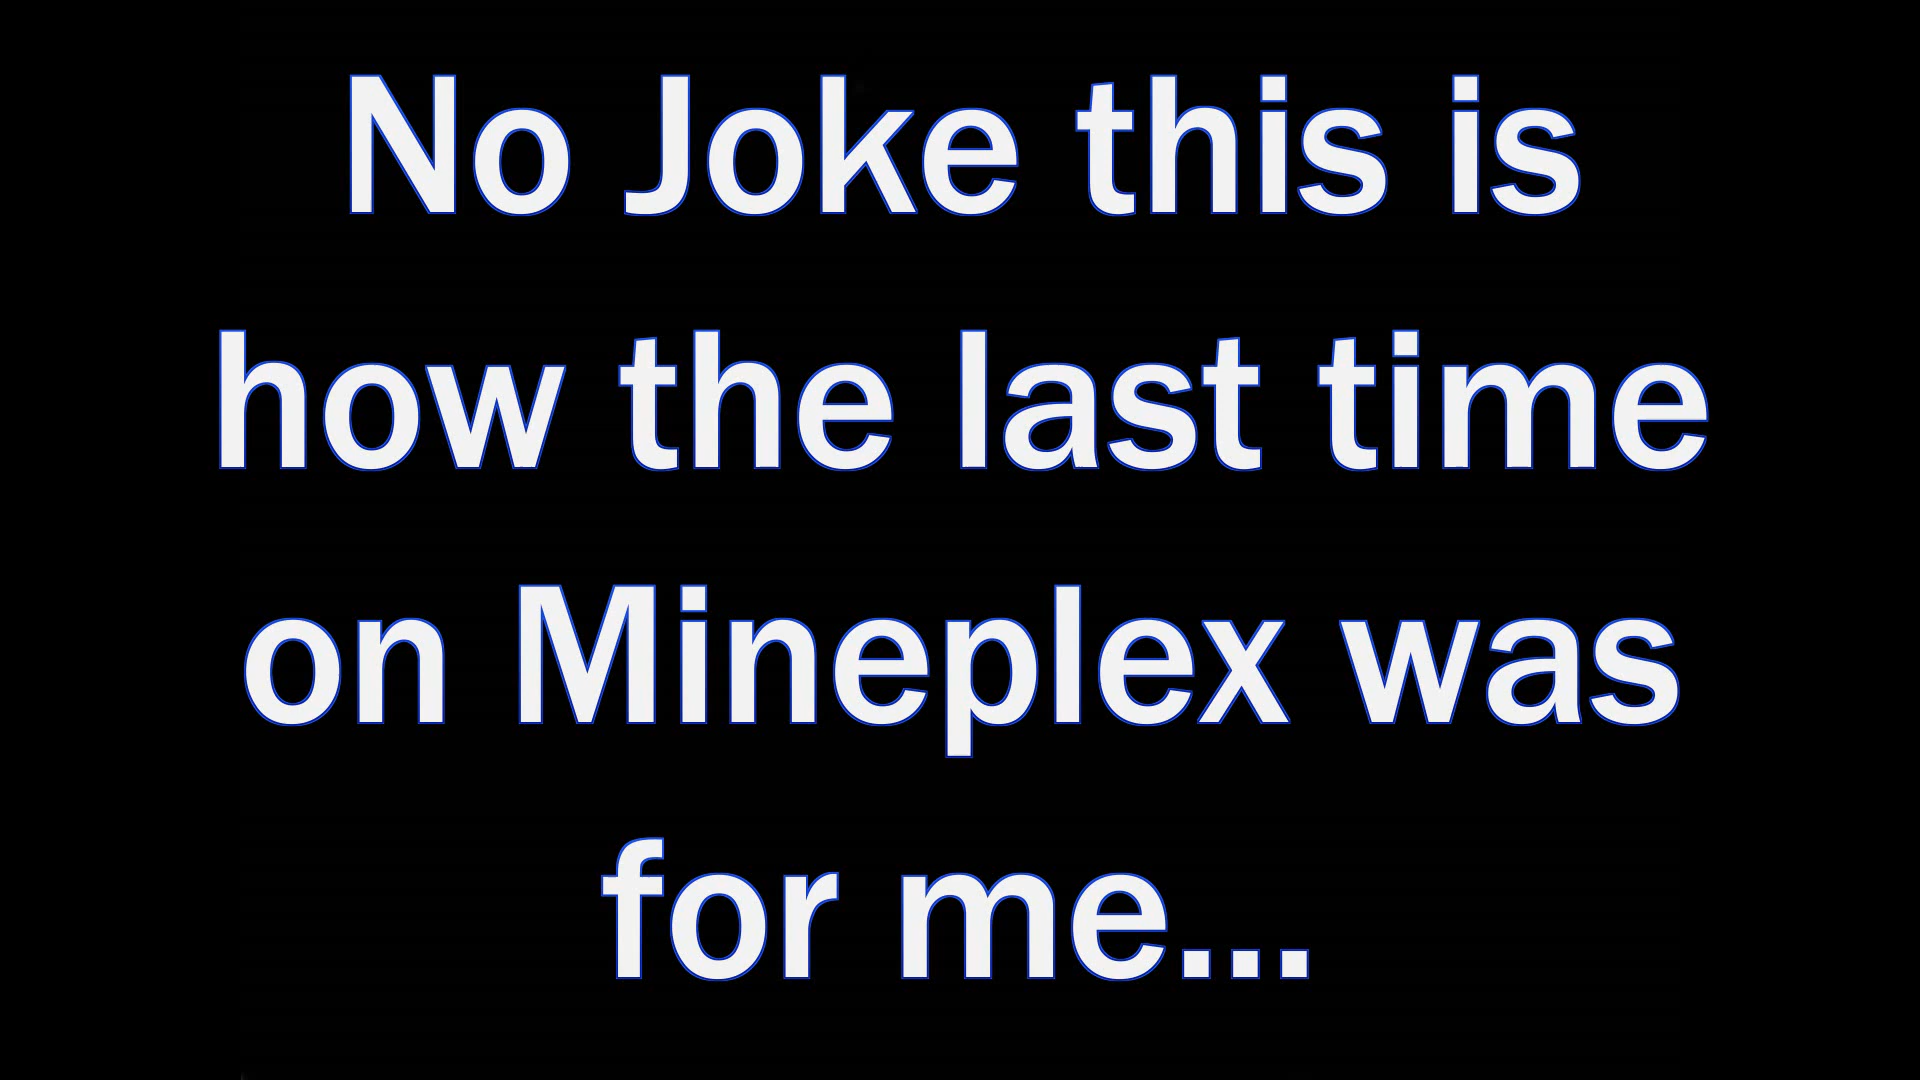 No Joke this is
how the last time
on Mineplex was
for me...